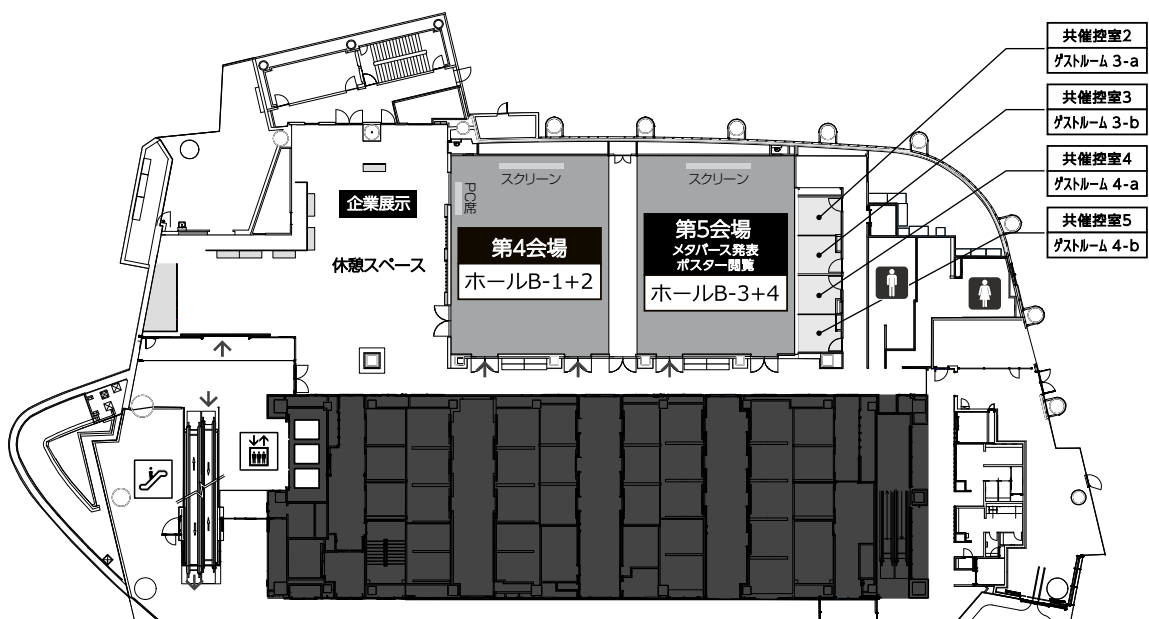 共催控室2
ゲストルーム 3-a
共催控室3
ゲストルーム 3-b
共催控室4
ゲストルーム 4-a
共催控室5
ゲストルーム 4-b
スクリーン
スクリーン
PC席
企業展示
休憩スペース
第4会場
ホールB-1+2
第5会場
メタバース発表
ポスター閲覧
ホールB-3+4